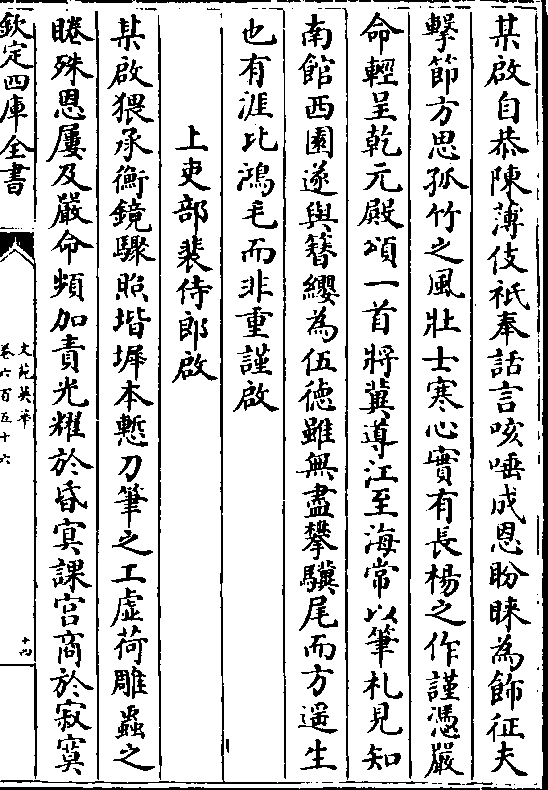 某啟自恭陳薄伎祇奉話言咳唾成恩盼睞為飾征夫
擊節方思孤竹之風壯士寒心實有長楊之作謹憑嚴
命輕呈乾元殿頌一首將冀導江至海常以筆札見知
南館西園遂與簪纓為伍德雖無盡攀驥尾而方遥生
也有涯比鴻毛而非重謹啟
上吏部裴侍郎啟
某啟猥承衡鏡驟照堦墀本慙刀筆之工虛荷雕蟲之
睠殊恩屢及嚴命頻加責光耀於昏冥課宮商於寂寞
欽定四庫全書
文苑英華
卷六百五十六
十四